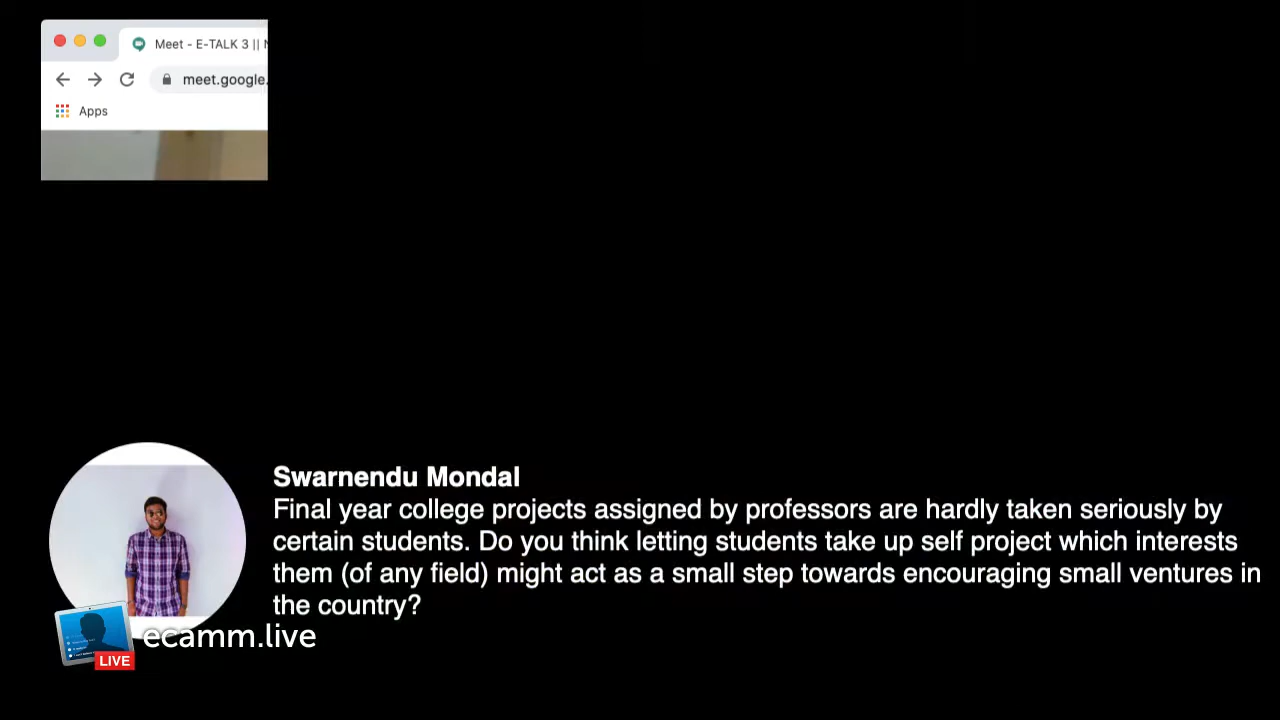 Meet - E-TALK 3 ||
meet.google.
Apps
Swarnendu Mondal
Final year college projects assigned by professors are hardly taken seriously by
certain students. Do you think letting students take up self project which interests
them (of any field) might act as a small step towards encouraging small ventures in
the country?
ecamm.live
LIVE